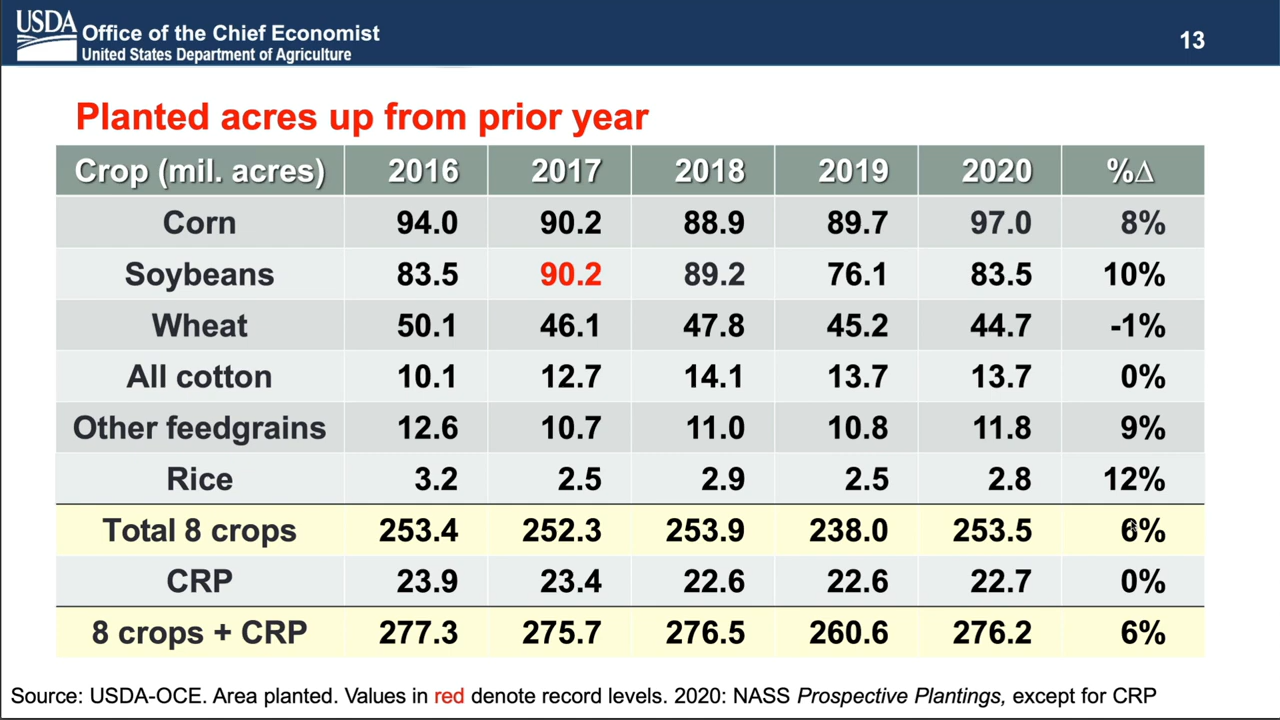 USDA
Office of the Chief Economist
United States Department of Agriculture
13
Planted acres up from prior year
Crop (mil. acres) 2016 2017 2018 2019 2020 %Δ
Corn 94.0 90.2 88.9 89.7 97.0 8%
Soybeans 83.5 90.2 89.2 76.1 83.5 10%
Wheat 50.1 46.1 47.8 45.2 44.7 -1%
All cotton 10.1 12.7 14.1 13.7 13.7 0%
Other feedgrains 12.6 10.7 11.0 10.8 11.8 9%
Rice 3.2 2.5 2.9 2.5 2.8 12%
Total 8 crops 253.4 252.3 253.9 238.0 253.5 6%
CRP 23.9 23.4 22.6 22.6 22.7 0%
8 crops + CRP 277.3 275.7 276.5 260.6 276.2 6%
Source: USDA-OCE. Area planted. Values in red denote record levels. 2020: NASS Prospective Plantings, except for CRP